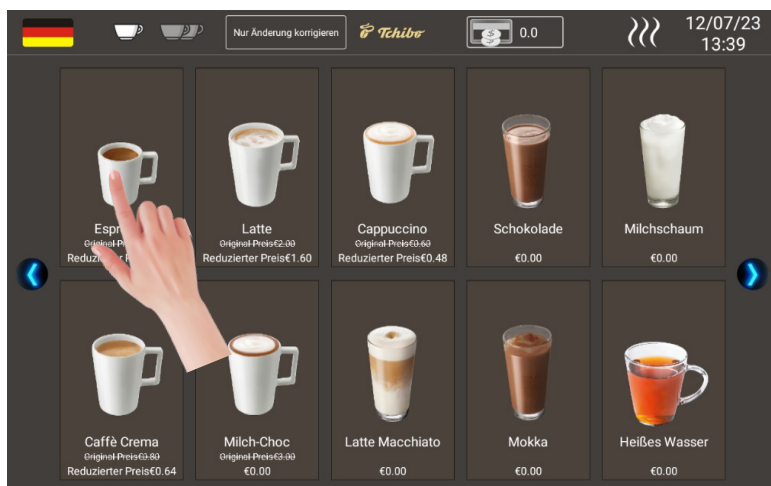 Nur Änderung korrigieren
Tchibo
0.0
12/07/23
13:39
Latte
Original Preis€2.00
Reduzierter Preis€1.60
Cappuccino
Original Preis€0.60
Reduzierter Preis€0.48
Schokolade
€0.00
Milchschaum
€0.00
Caffè Crema
Original Preis€0.80
Reduzierter Preis€0.64
Milch-Choc
Original Preis€3.00
€0.00
Latte Macchiato
€0.00
Mokka
€0.00
Heißes Wasser
€0.00